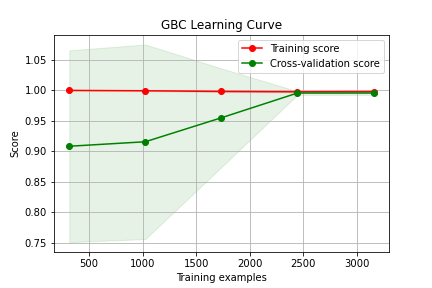 GBC Learning Curve
Training score
Cross-validation score
1.05
1.00
0.95
0.90
0.85
0.80
0.75
Score
500
1000
1500
2000
2500
3000
Training examples